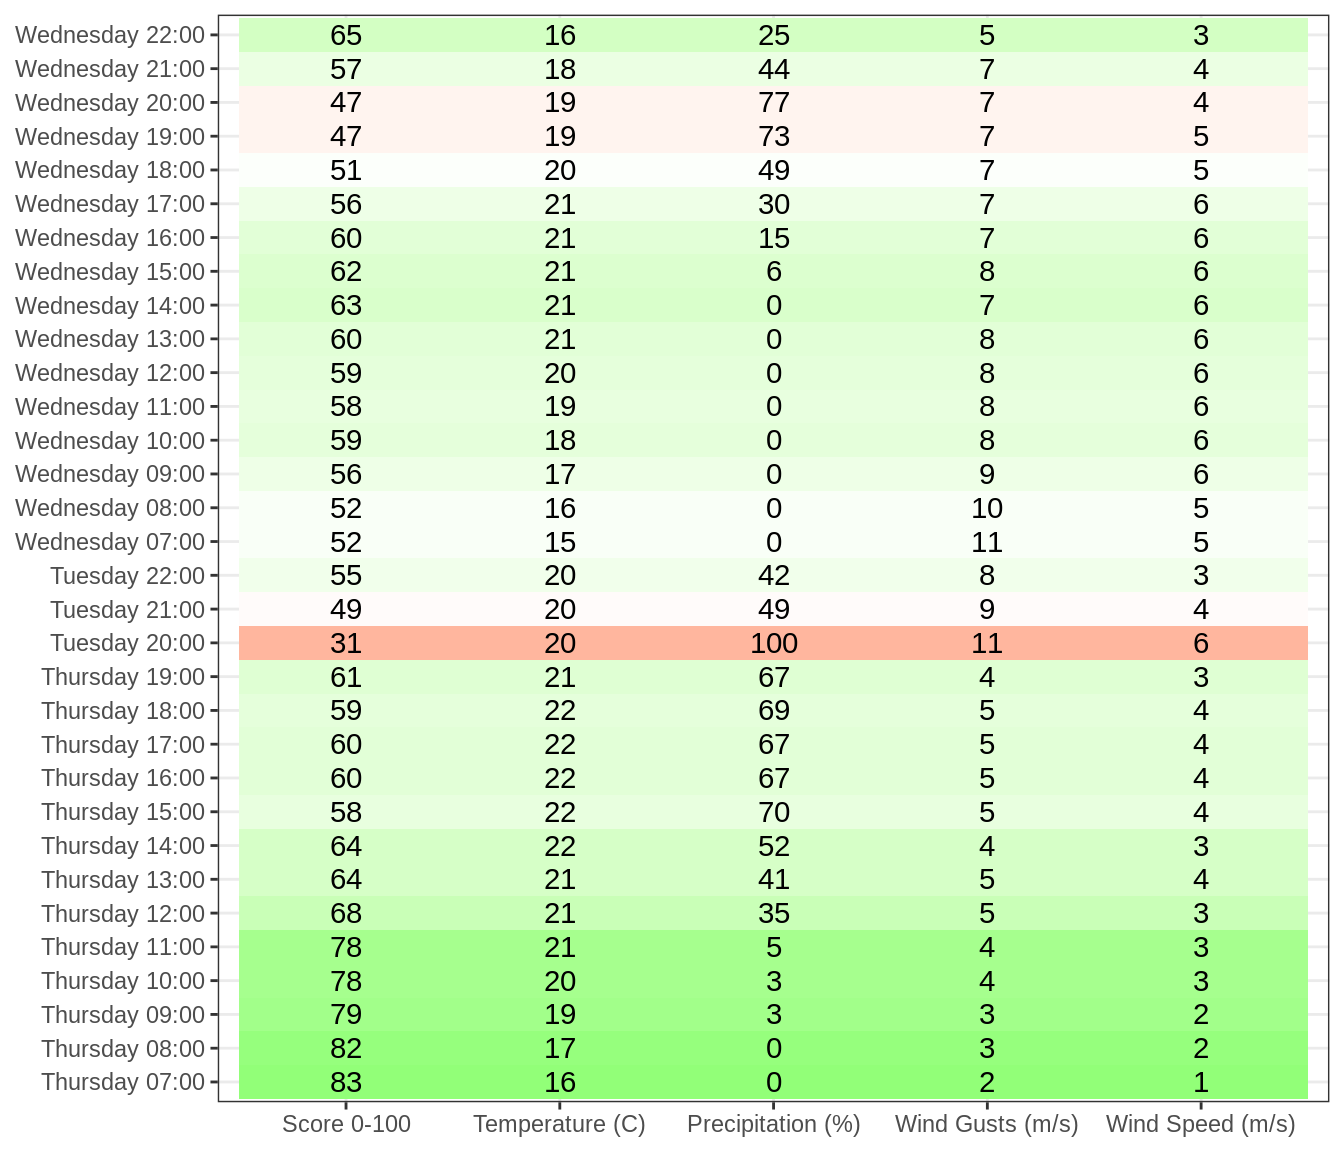 Wednesday 22:00 65 16 25 5 3
Wednesday 21:00 57 18 44 7 4
Wednesday 20:00 47 19 77 7 4
Wednesday 19:00 47 19 73 7 5
Wednesday 18:00 51 20 49 7 5
Wednesday 17:00 56 21 30 7 6
Wednesday 16:00 60 21 15 7 6
Wednesday 15:00 62 21 6 8 6
Wednesday 14:00 63 21 0 7 6
Wednesday 13:00 60 21 0 8 6
Wednesday 12:00 59 20 0 8 6
Wednesday 11:00 58 19 0 8 6
Wednesday 10:00 59 18 0 8 6
Wednesday 09:00 56 17 0 9 6
Wednesday 08:00 52 16 0 10 5
Wednesday 07:00 52 15 0 11 5
Tuesday 22:00 55 20 42 8 3
Tuesday 21:00 49 20 49 9 4
Tuesday 20:00 31 20 100 11 6
Thursday 19:00 61 21 67 4 3
Thursday 18:00 59 22 69 5 4
Thursday 17:00 60 22 67 5 4
Thursday 16:00 60 22 67 5 4
Thursday 15:00 58 22 70 5 4
Thursday 14:00 64 22 52 4 3
Thursday 13:00 64 21 41 5 4
Thursday 12:00 68 21 35 5 3
Thursday 11:00 78 21 5 4 3
Thursday 10:00 78 20 3 4 3
Thursday 09:00 79 19 3 3 2
Thursday 08:00 82 17 0 3 2
Thursday 07:00 83 16 0 2 1
Score 0-100 Temperature (C) Precipitation (%) Wind Gusts (m/s) Wind Speed (m/s)